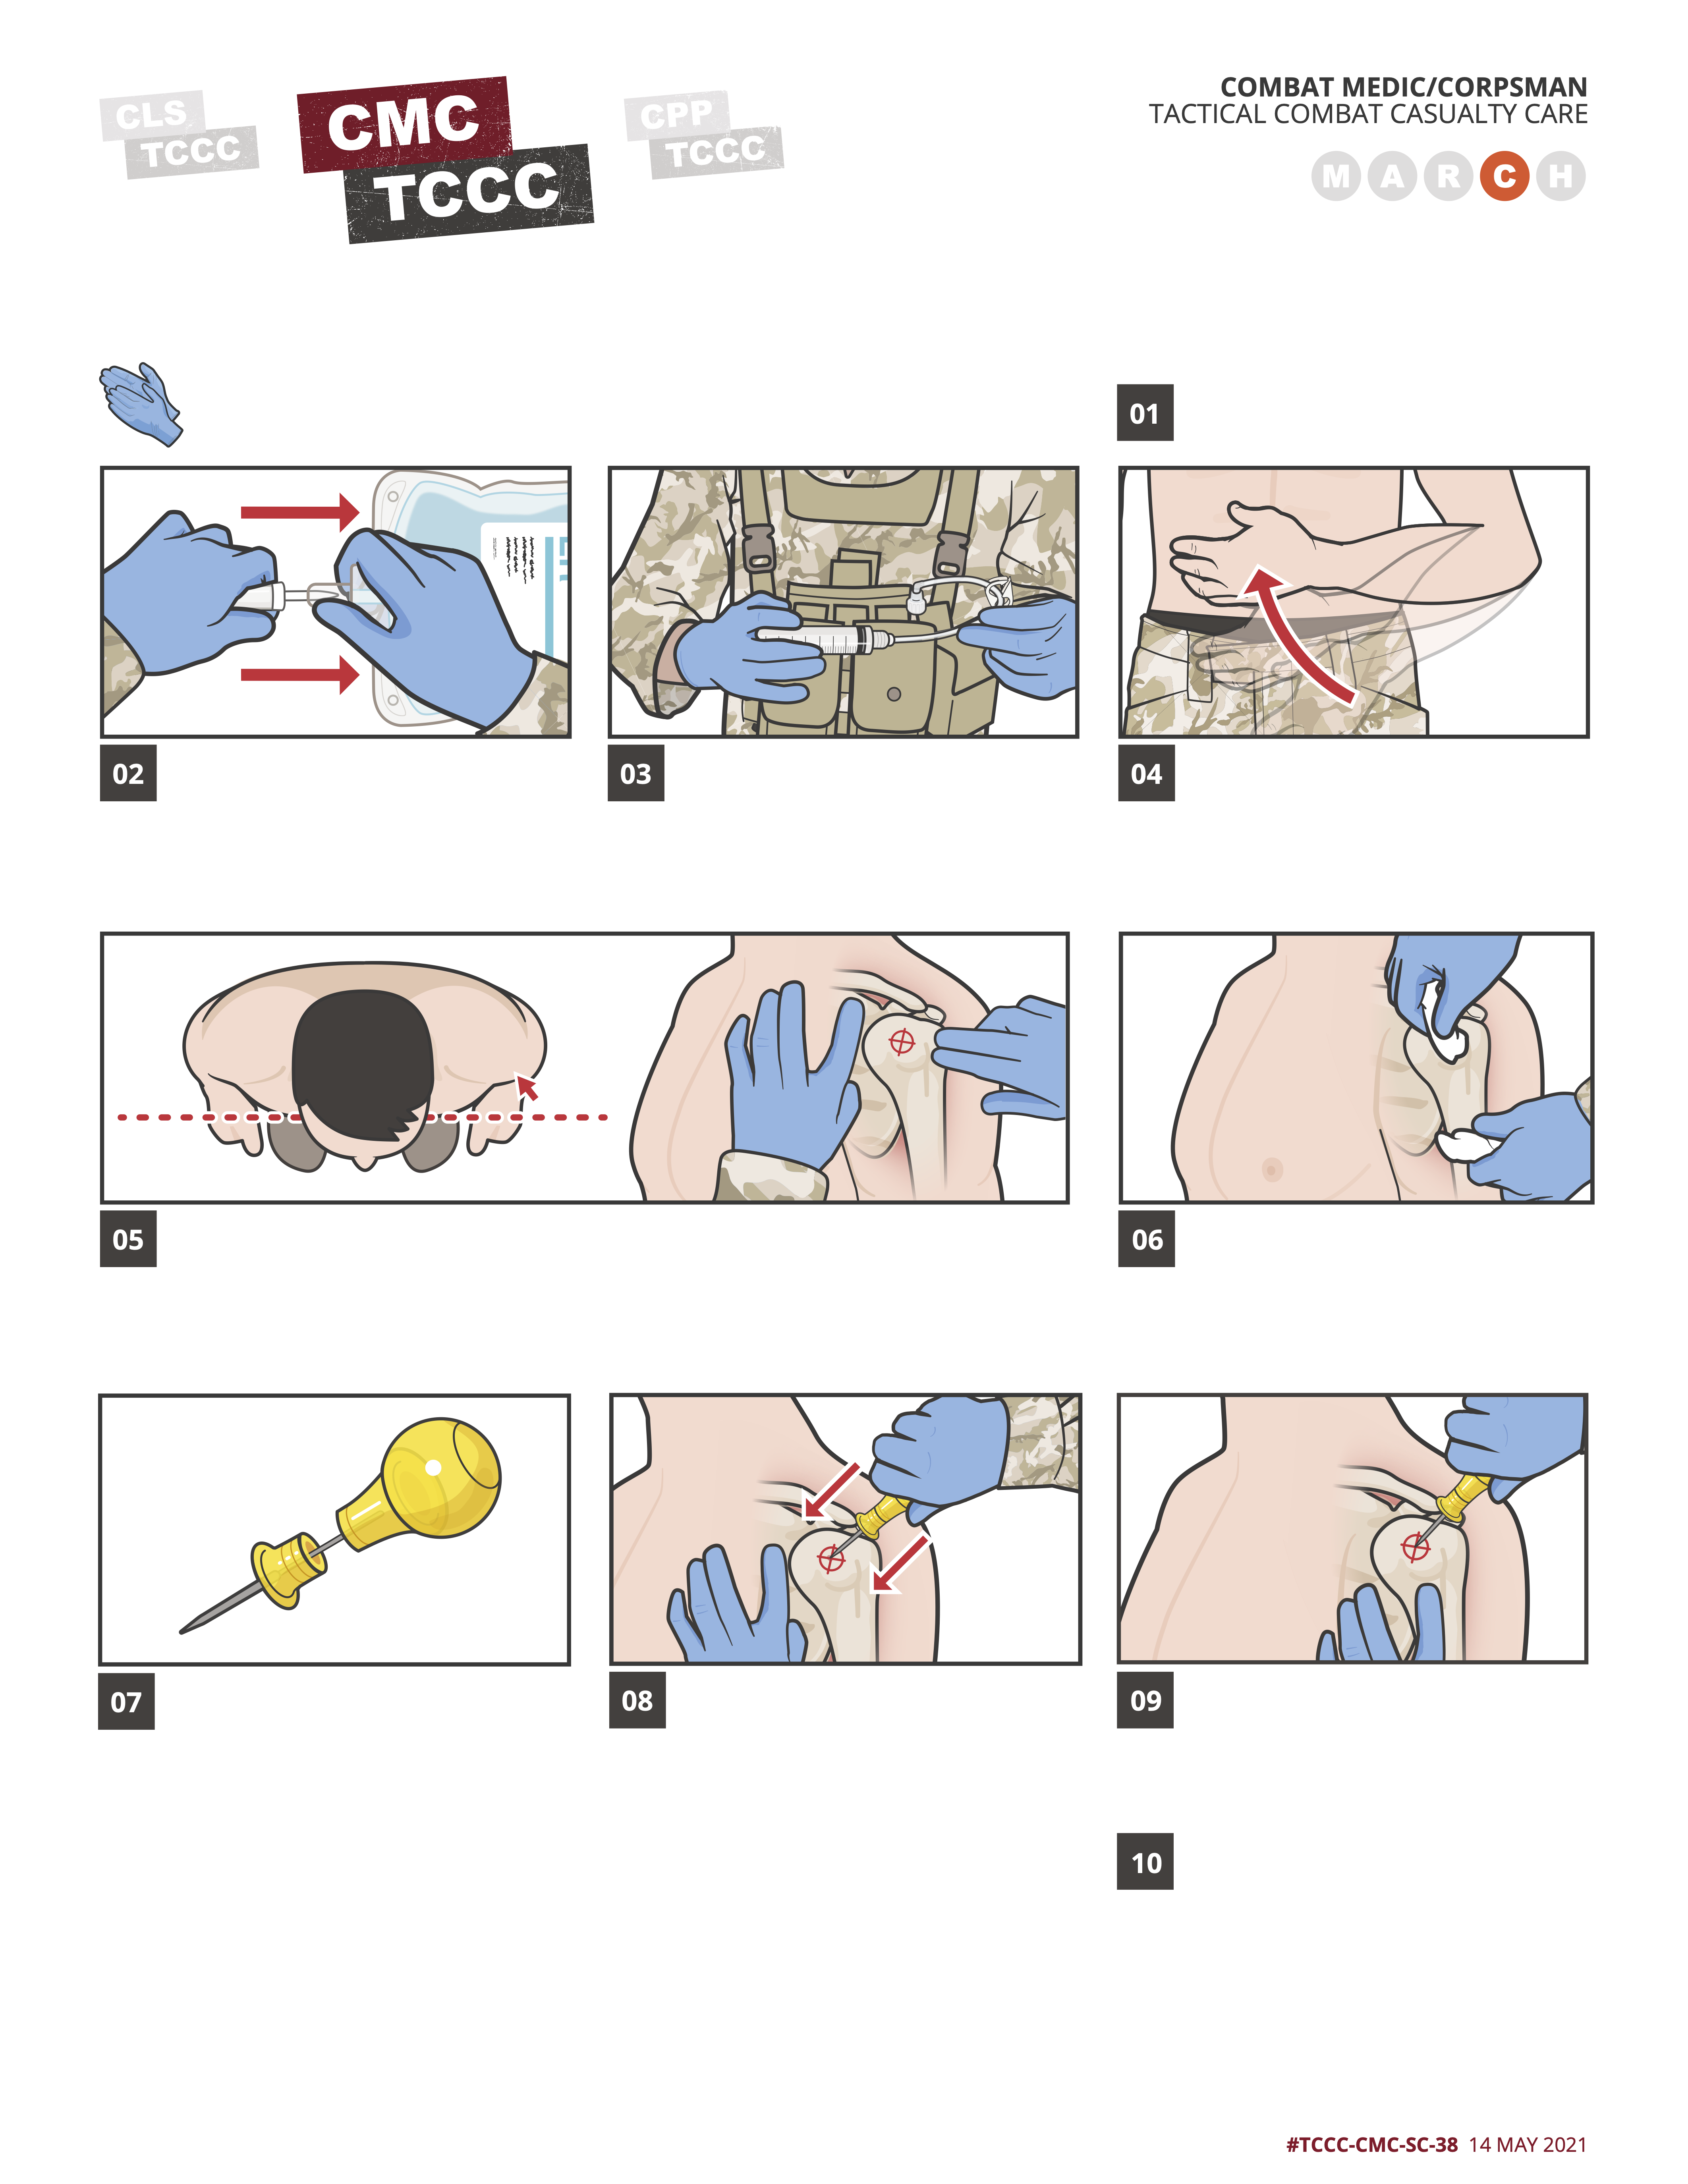 CLS
TCCC
CMC
TCCC
CPP
TCCC
COMBAT MEDIC/CORPSMAN
TACTICAL COMBAT CASUALTY CARE
M A R C H
01
02
03
04
05
06
07
08
09
10
#TCCC-CMC-SC-38 14 MAY 2021